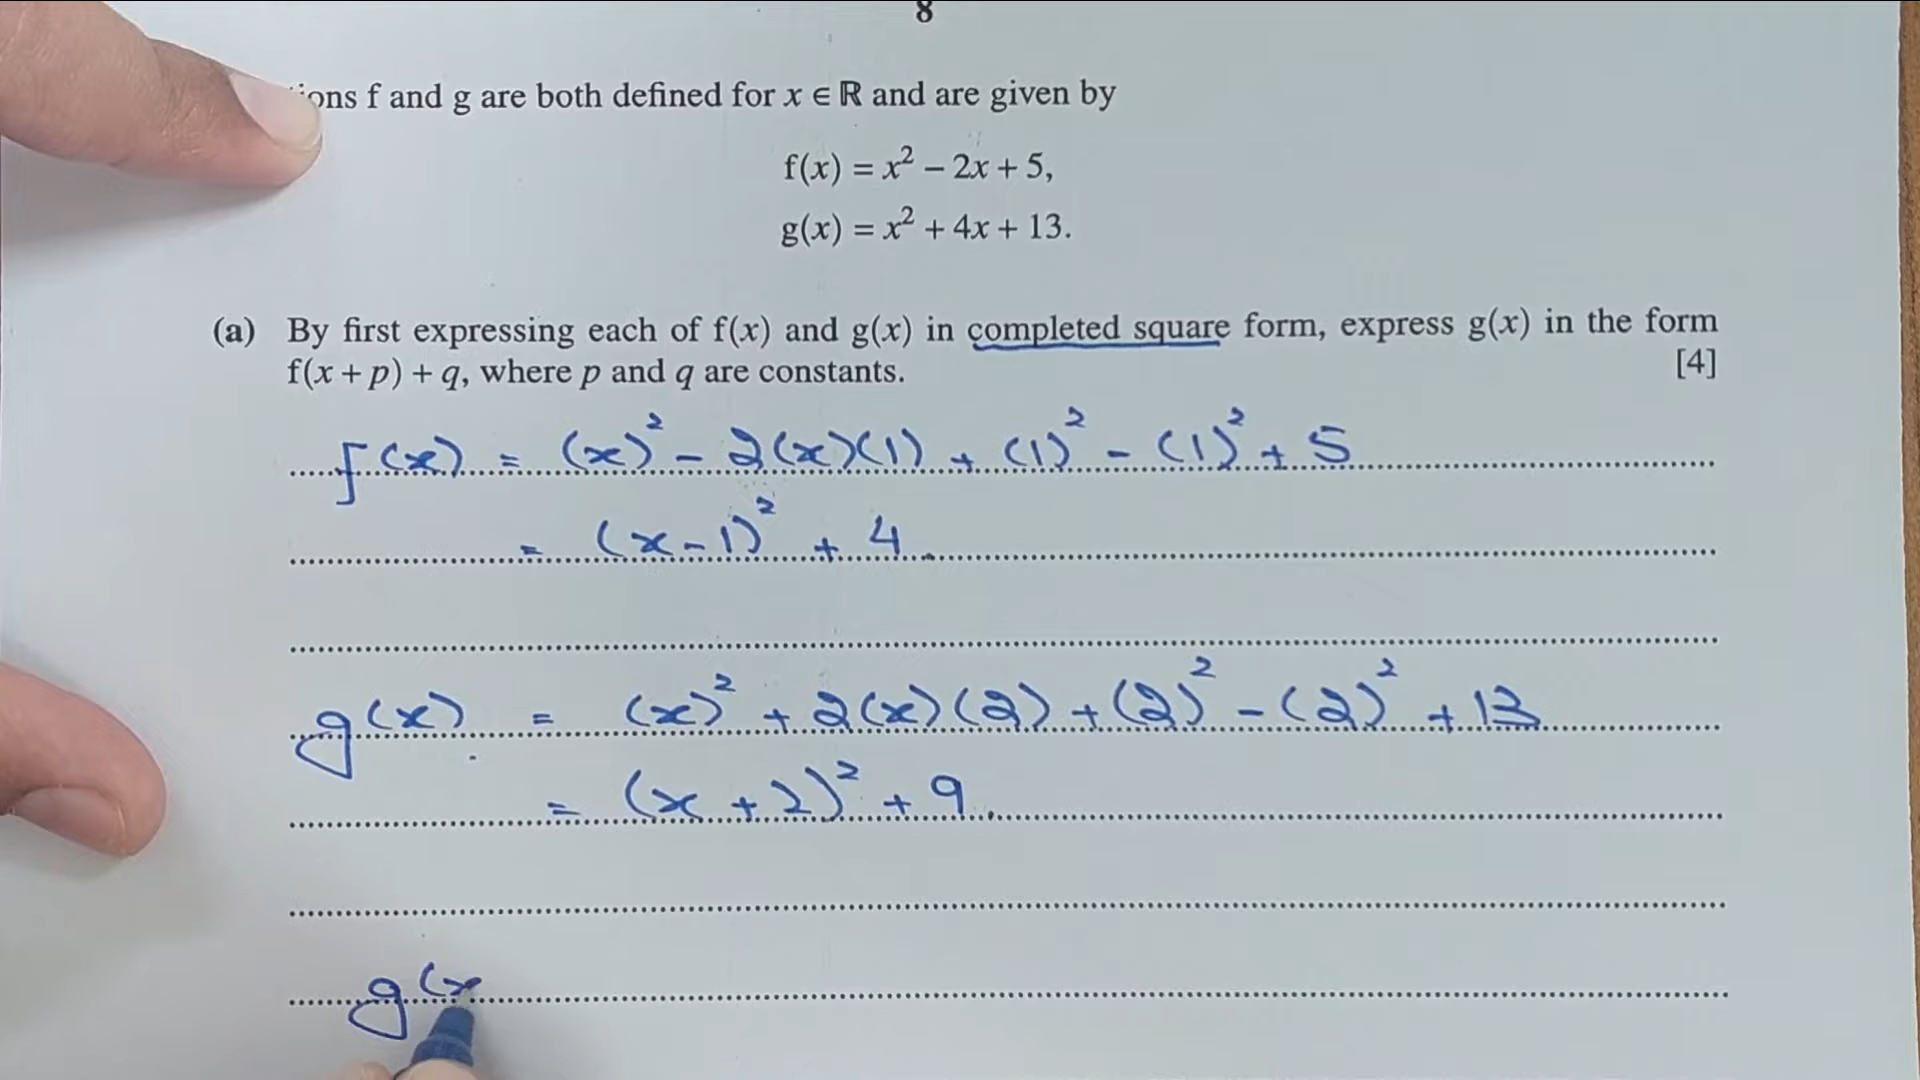 8
ons f and g are both defined for x ∈ ℝ and are given by
f(x) = x² − 2x + 5,
g(x) = x² + 4x + 13.
(a) By first expressing each of f(x) and g(x) in completed square form, express g(x) in the form
f(x + p) + q, where p and q are constants. [4]
f(x) = (x)² − 2(x)(1) + (1)² − (1)² + 5
= (x − 1)² + 4.
g(x) = (x)² + 2(x)(2) + (2)² − (2)² + 13
= (x + 2)² + 9.
g(x